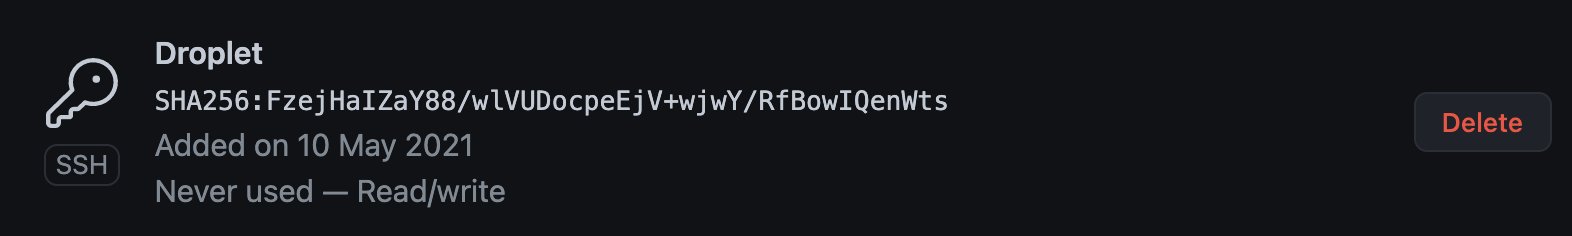 Droplet
SHA256:FzejHaIZaY88/wlVUDocpeEjV+wjwY/RfBowIQenWts
Added on 10 May 2021
SSH
Never used — Read/write
Delete